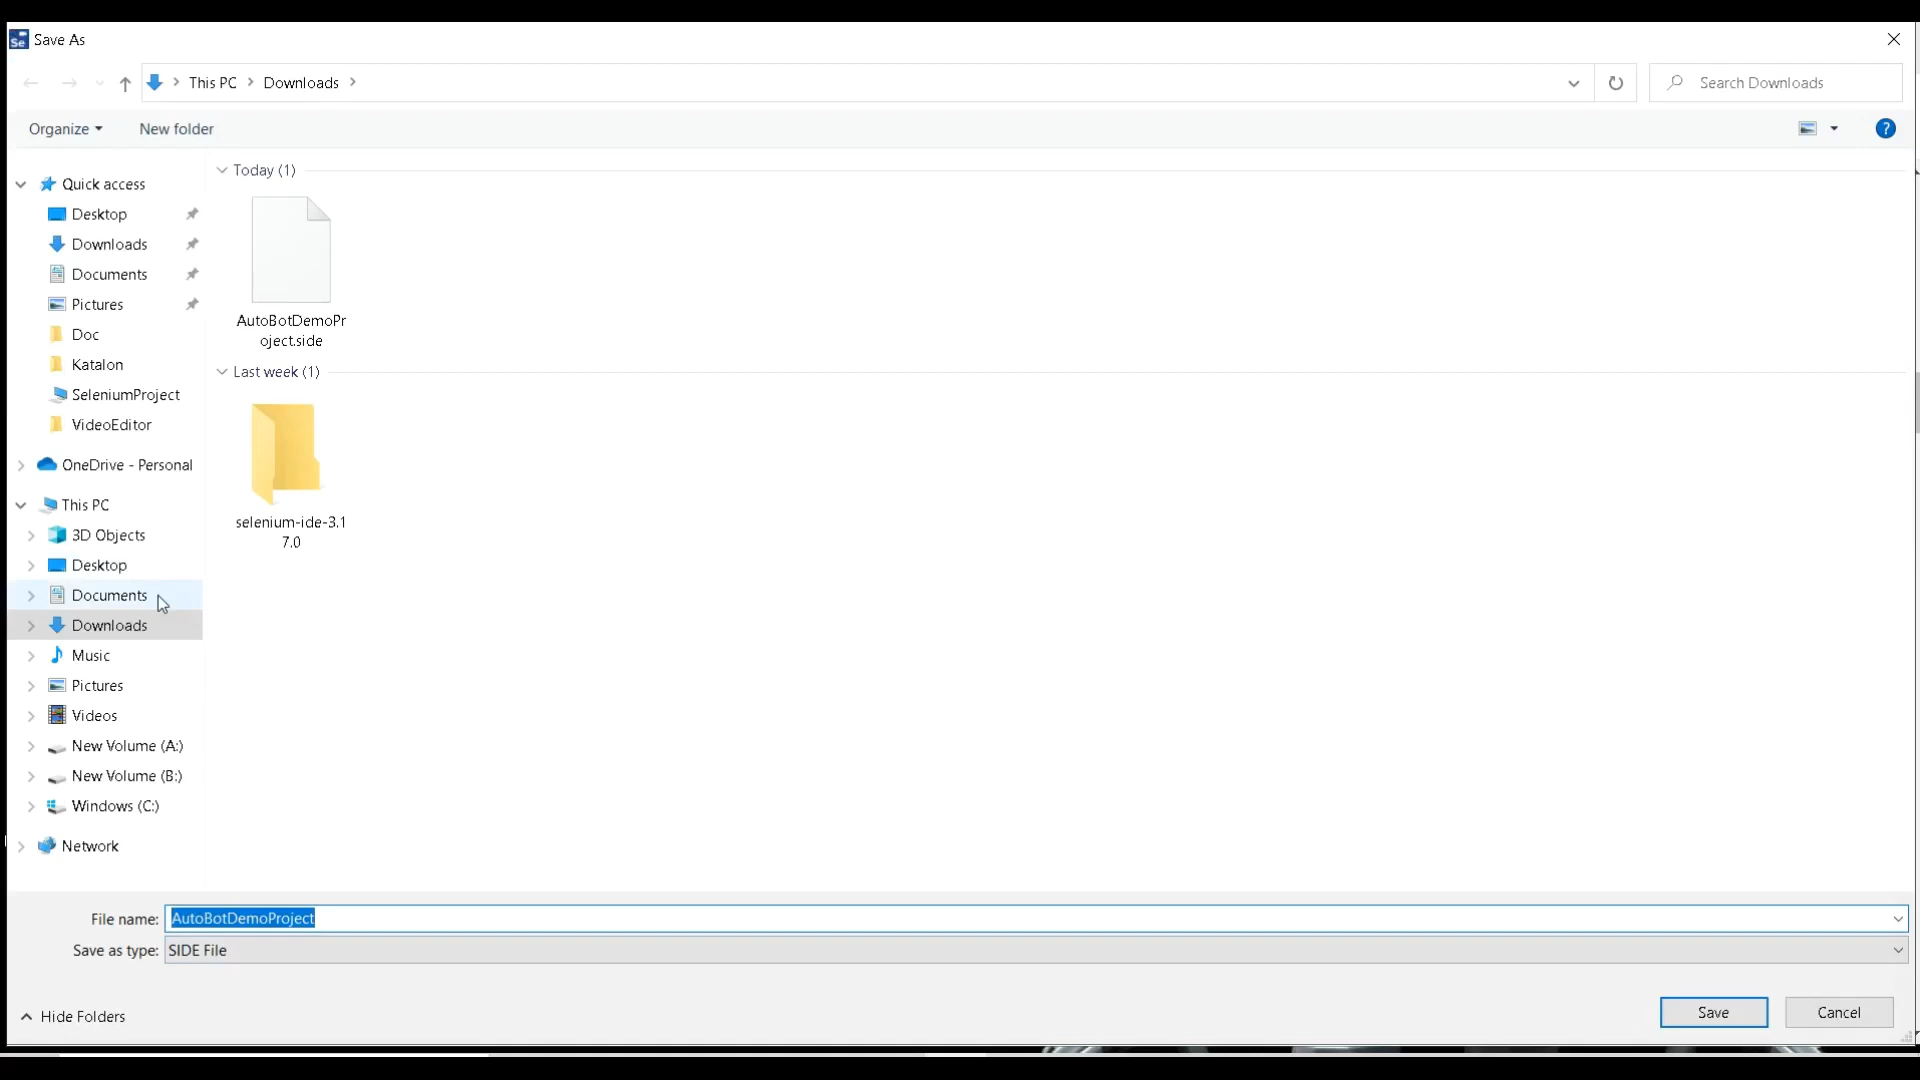 Se Save As
This PC Downloads
Search Downloads
Organize New folder
?
Quick access
Desktop
Downloads
Documents
Pictures
Doc
Katalon
SeleniumProject
VideoEditor
OneDrive - Personal
This PC
3D Objects
Desktop
Documents
Downloads
Music
Pictures
Videos
New Volume (A:)
New Volume (B:)
Windows (C:)
Network
Today (1)
AutoBotDemoPr
oject.side
Last week (1)
selenium-ide-3.1
7.0
File name: AutoBotDemoProject
Save as type: SIDE File
Hide Folders
Save Cancel